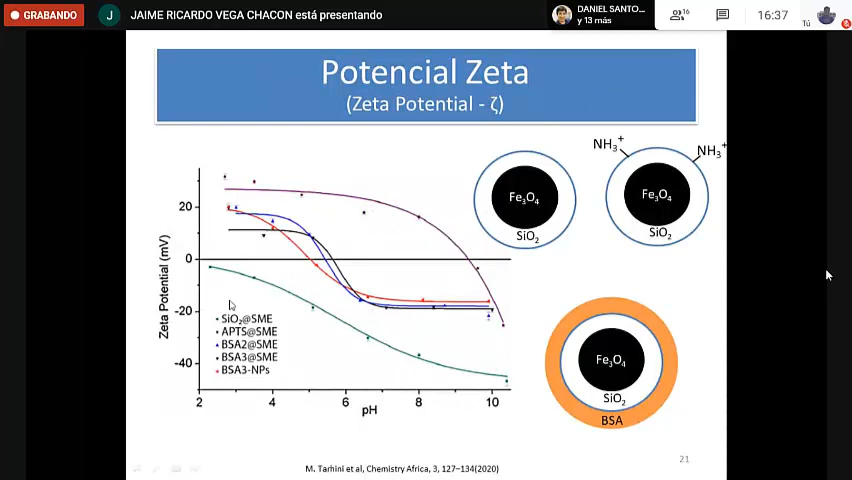 GRABANDO
J JAIME RICARDO VEGA CHACON está presentando
DANIEL SANTO...
y 13 más
16
16:37
Tú
Potencial Zeta
(Zeta Potential - ζ)
Zeta Potential (mV)
20
0
-20
-40
SiO₂@SME
APTS@SME
BSA2@SME
BSA3@SME
BSA3-NPs
2 4 6 8 10
pH
Fe₃O₄
SiO₂
NH₃⁺
NH₃⁺
Fe₃O₄
SiO₂
Fe₃O₄
SiO₂
BSA
21
M. Tarhini et al, Chemistry Africa, 3, 127–134(2020)